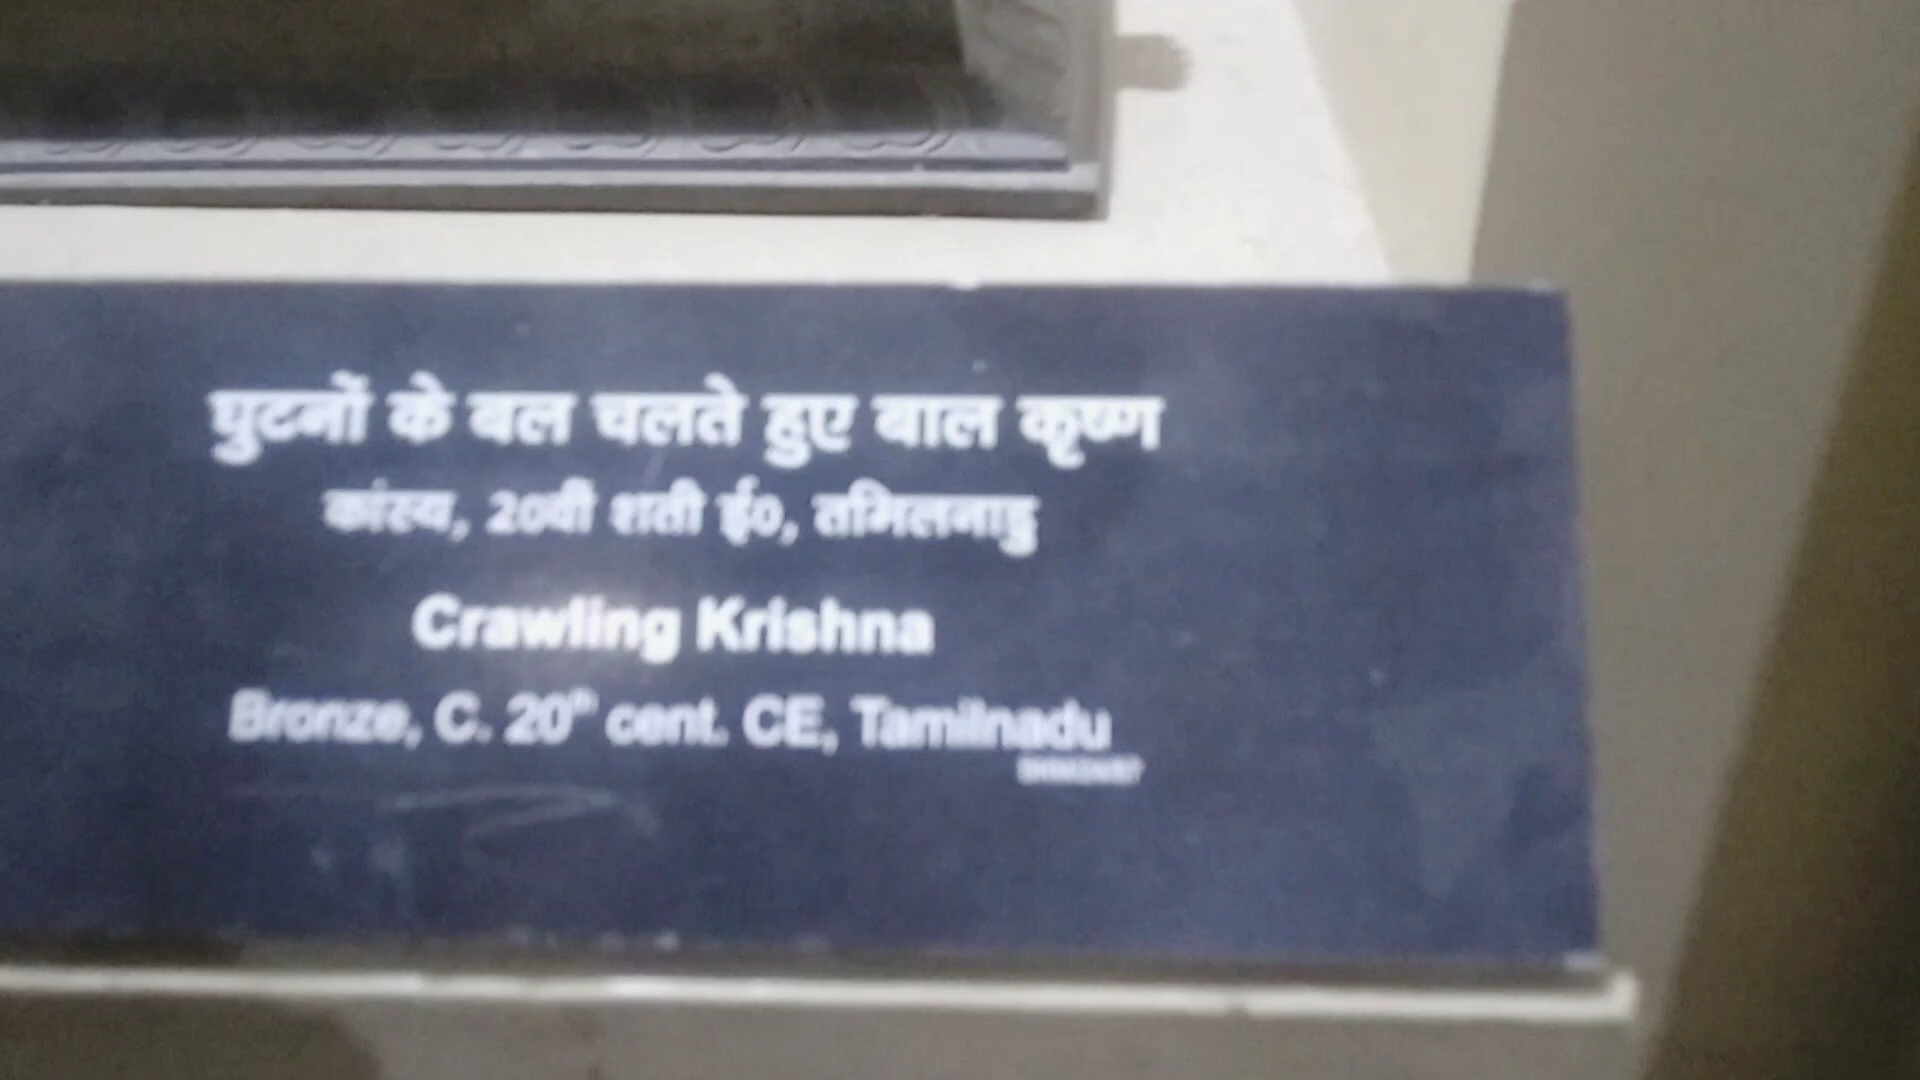 घुटनों के बल चलते हुए बाल कृष्ण
कांस्य, 20वी शती ई०, तमिलनाडु
Crawling Krishna
Bronze, C. 20th cent. CE, Tamilnadu